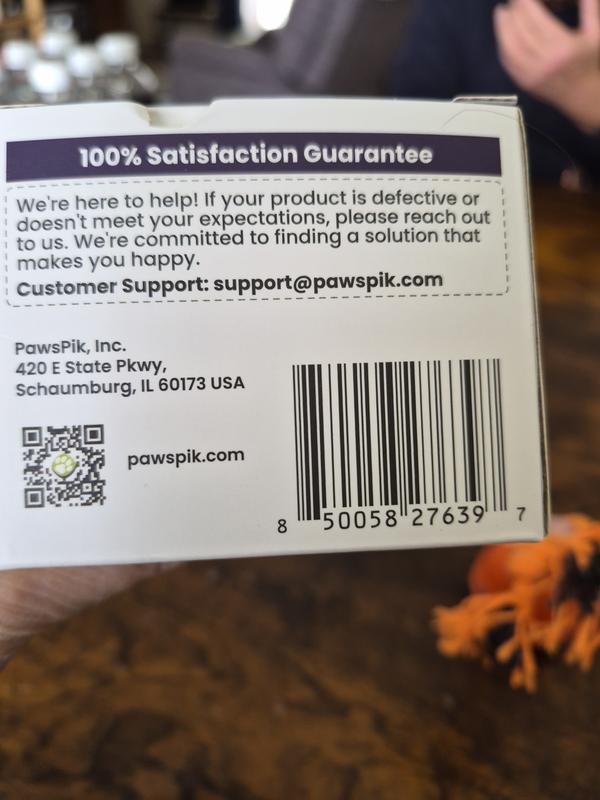 100% Satisfaction Guarantee
We're here to help! If your product is defective or
doesn't meet your expectations, please reach out
to us. We're committed to finding a solution that
makes you happy.
Customer Support: support@pawspik.com
PawsPik, Inc.
420 E State Pkwy,
Schaumburg, IL 60173 USA
pawspik.com
8 50058 27639 7